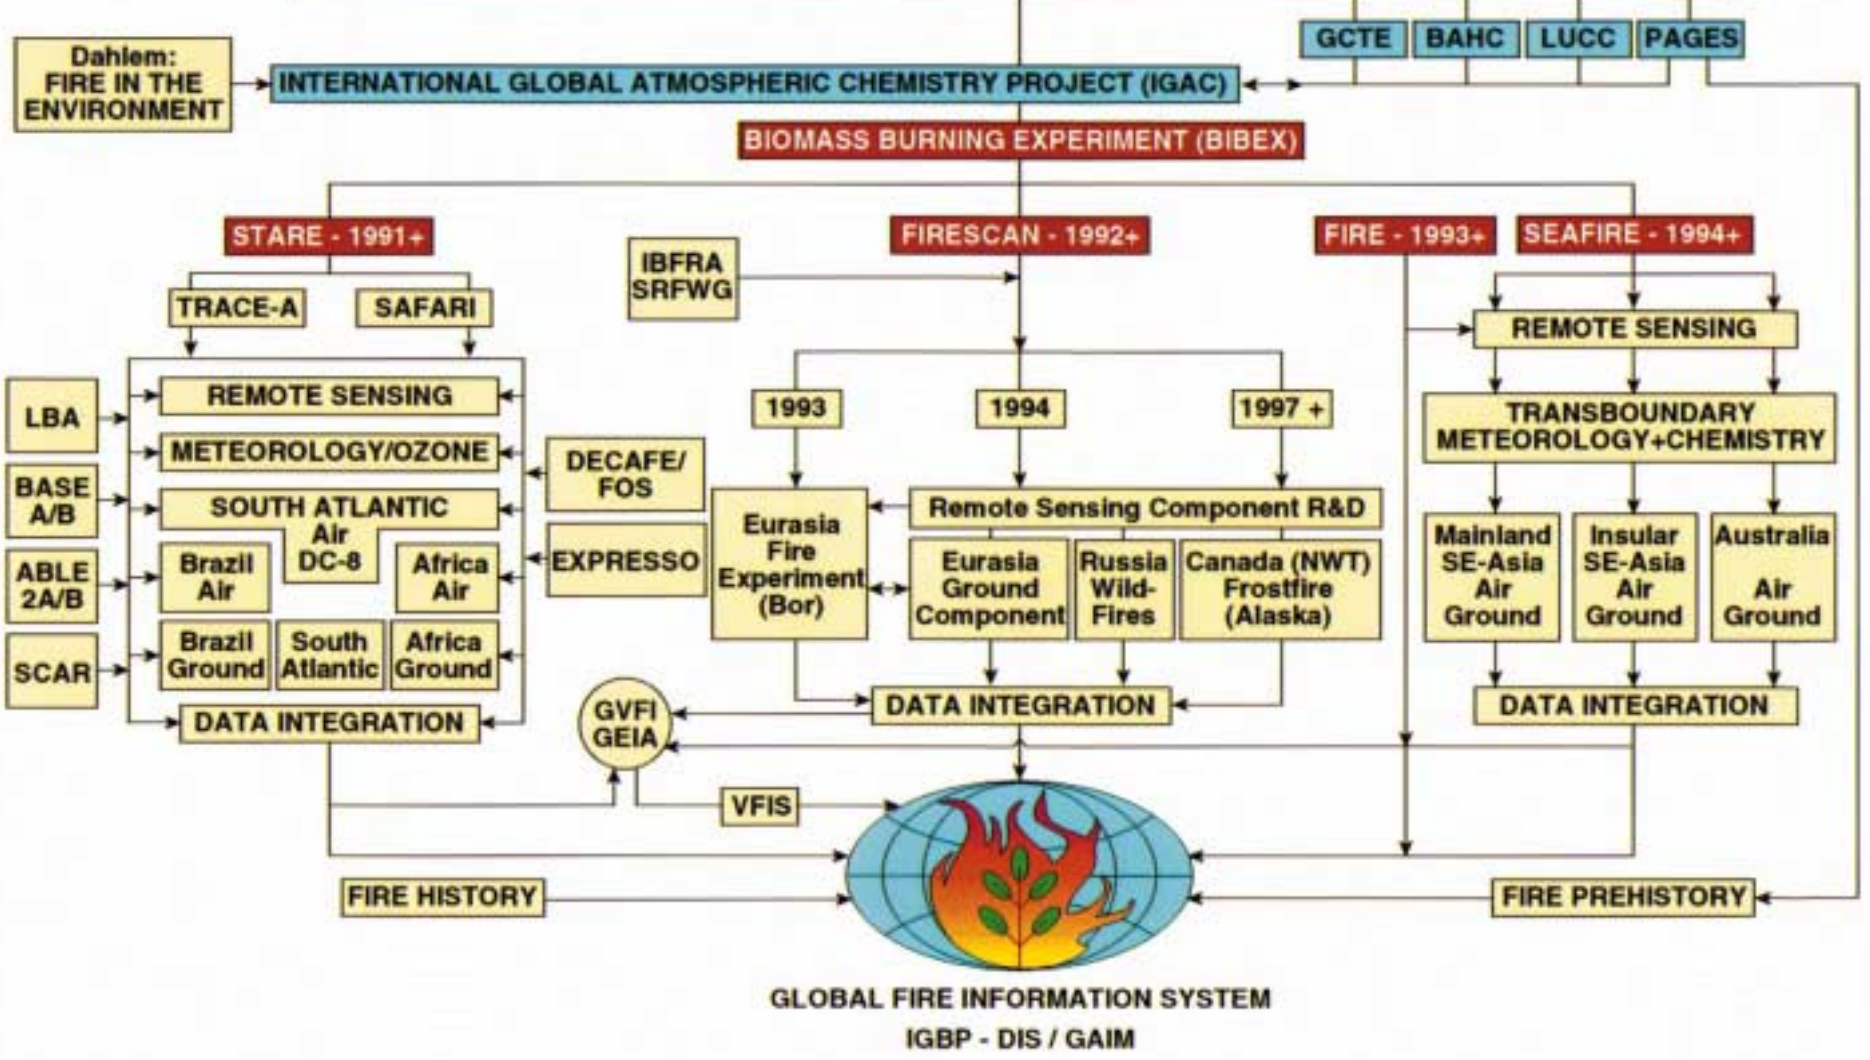 GCTE
BAHC
LUCC
PAGES
Dahlem:
FIRE IN THE
ENVIRONMENT
INTERNATIONAL GLOBAL ATMOSPHERIC CHEMISTRY PROJECT (IGAC)
BIOMASS BURNING EXPERIMENT (BIBEX)
STARE - 1991+
FIRESCAN - 1992+
FIRE - 1993+
SEAFIRE - 1994+
IBFRA
SRFWG
TRACE-A
SAFARI
REMOTE SENSING
METEOROLOGY/OZONE
SOUTH ATLANTIC
Air
DC-8
Brazil
Air
Africa
Air
Brazil
Ground
South
Atlantic
Africa
Ground
DATA INTEGRATION
LBA
BASE
A/B
ABLE
2A/B
SCAR
DECAFE/
FOS
EXPRESSO
1993
1994
1997 +
Eurasia
Fire
Experiment
(Bor)
Remote Sensing Component R&D
Eurasia
Ground
Component
Russia
Wild-
Fires
Canada (NWT)
Frostfire
(Alaska)
DATA INTEGRATION
REMOTE SENSING
TRANSBOUNDARY
METEOROLOGY+CHEMISTRY
Mainland
SE-Asia
Air
Ground
Insular
SE-Asia
Air
Ground
Australia
Air
Ground
DATA INTEGRATION
GVFI
GEIA
VFIS
FIRE HISTORY
FIRE PREHISTORY
GLOBAL FIRE INFORMATION SYSTEM
IGBP - DIS / GAIM